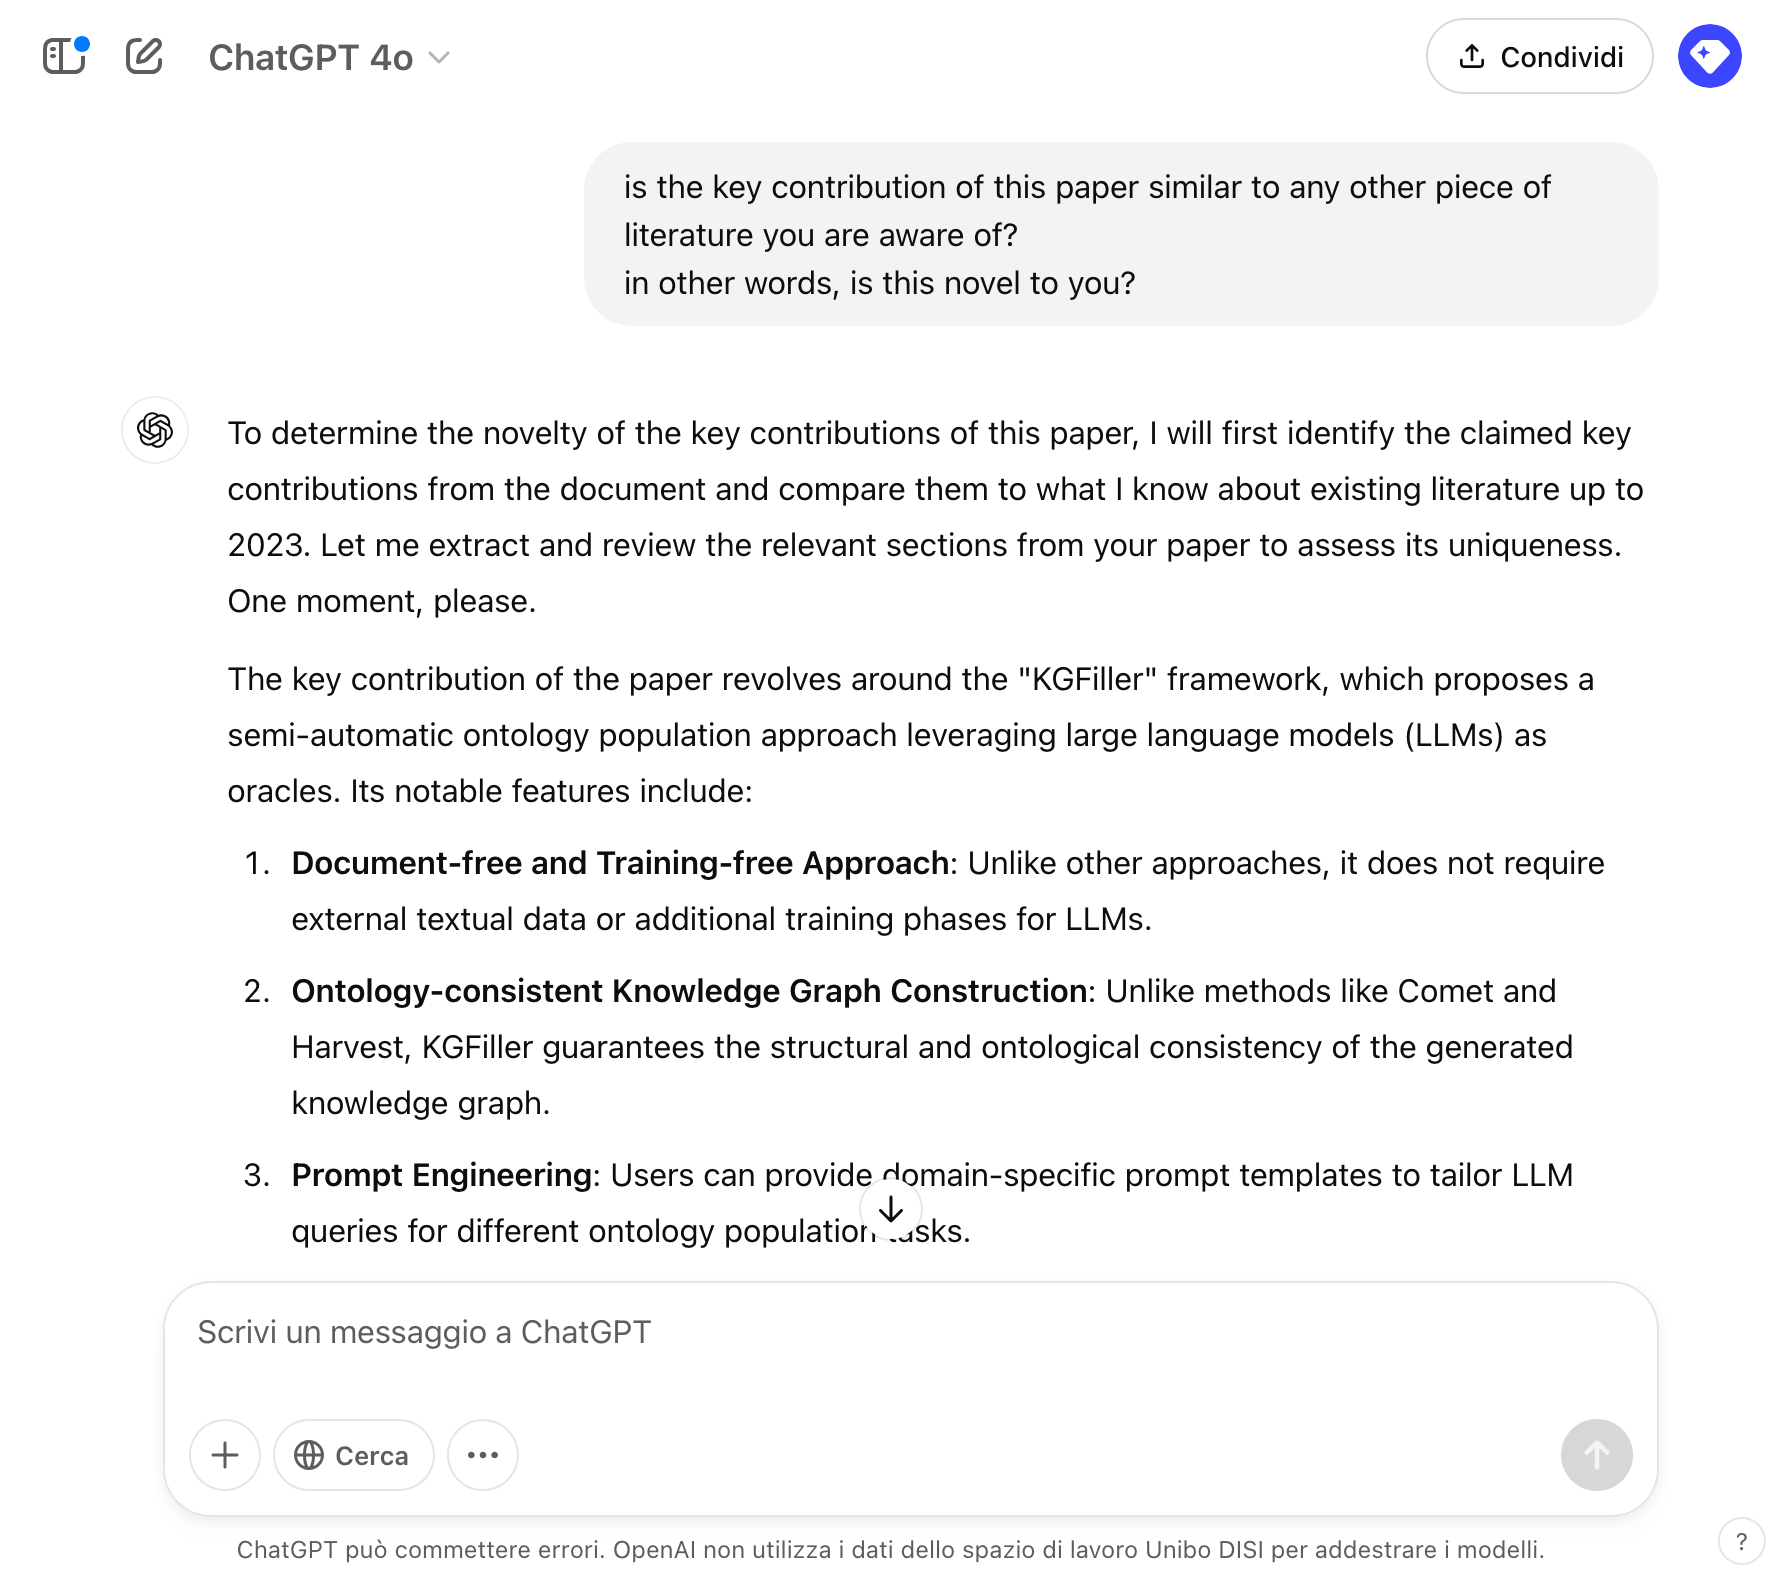 ChatGPT 4o
Condividi
is the key contribution of this paper similar to any other piece of
literature you are aware of?
in other words, is this novel to you?
To determine the novelty of the key contributions of this paper, I will first identify the claimed key
contributions from the document and compare them to what I know about existing literature up to
2023. Let me extract and review the relevant sections from your paper to assess its uniqueness.
One moment, please.
The key contribution of the paper revolves around the "KGFiller" framework, which proposes a
semi-automatic ontology population approach leveraging large language models (LLMs) as
oracles. Its notable features include:
1. Document-free and Training-free Approach: Unlike other approaches, it does not require
external textual data or additional training phases for LLMs.
2. Ontology-consistent Knowledge Graph Construction: Unlike methods like Comet and
Harvest, KGFiller guarantees the structural and ontological consistency of the generated
knowledge graph.
3. Prompt Engineering: Users can provide domain-specific prompt templates to tailor LLM
queries for different ontology population tasks.
Scrivi un messaggio a ChatGPT
Cerca
ChatGPT può commettere errori. OpenAI non utilizza i dati dello spazio di lavoro Unibo DISI per addestrare i modelli.
?